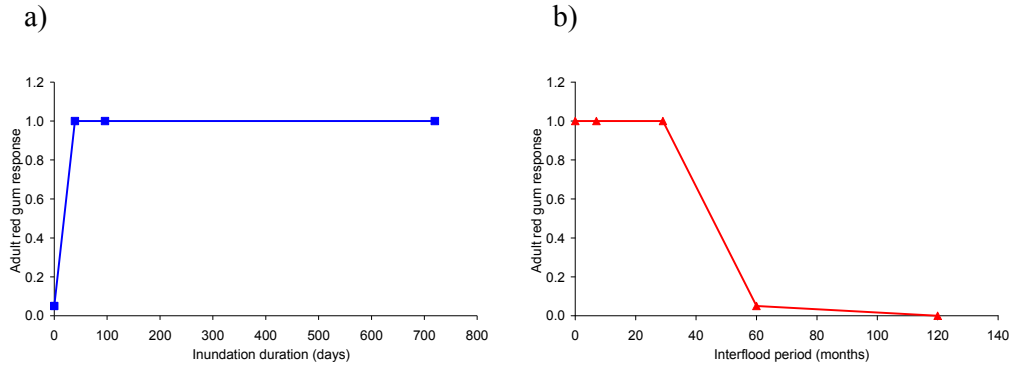 a)
1.2
1.0
0.8
0.6
0.4
0.2
0.0
Adult red gum response
0 100 200 300 400 500 600 700 800
Inundation duration (days)
b)
1.2
1.0
0.8
0.6
0.4
0.2
0.0
Adult red gum response
0 20 40 60 80 100 120 140
Interflood period (months)